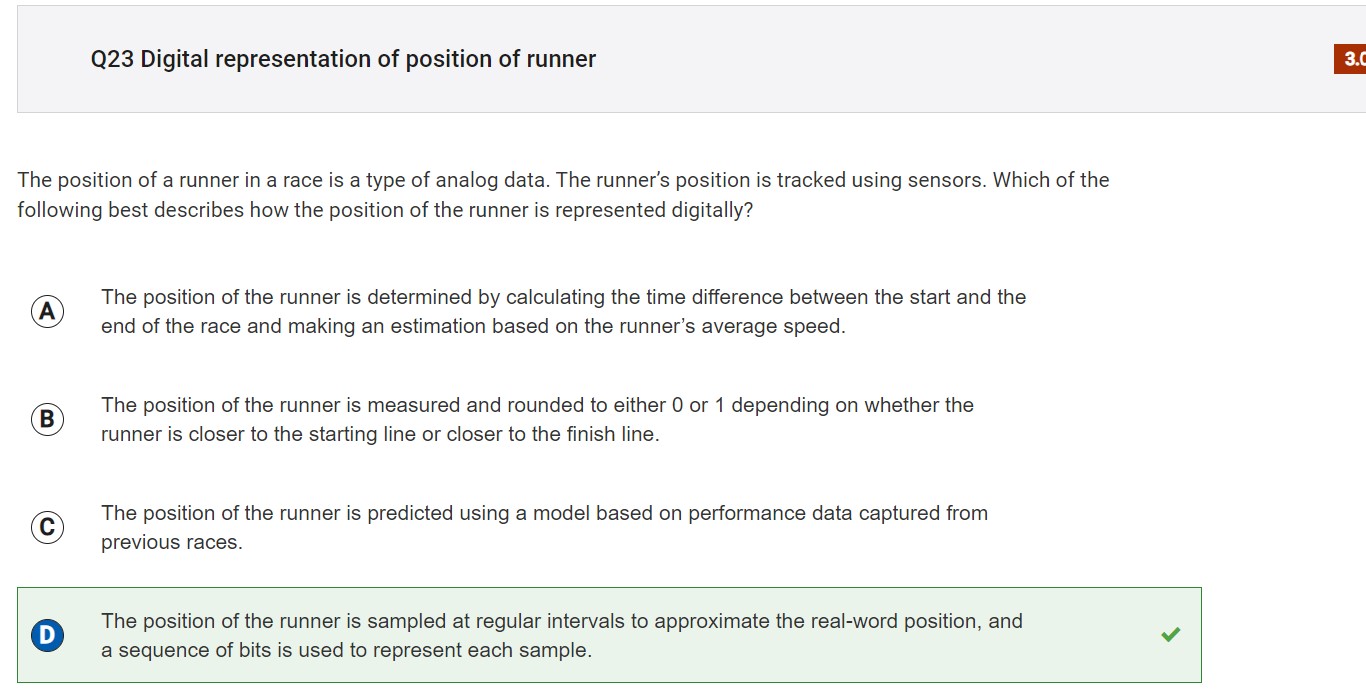 Q23 Digital representation of position of runner
3.0
The position of a runner in a race is a type of analog data. The runner's position is tracked using sensors. Which of the
following best describes how the position of the runner is represented digitally?
A
The position of the runner is determined by calculating the time difference between the start and the
end of the race and making an estimation based on the runner's average speed.
B
The position of the runner is measured and rounded to either 0 or 1 depending on whether the
runner is closer to the starting line or closer to the finish line.
C
The position of the runner is predicted using a model based on performance data captured from
previous races.
D
The position of the runner is sampled at regular intervals to approximate the real-word position, and
a sequence of bits is used to represent each sample.